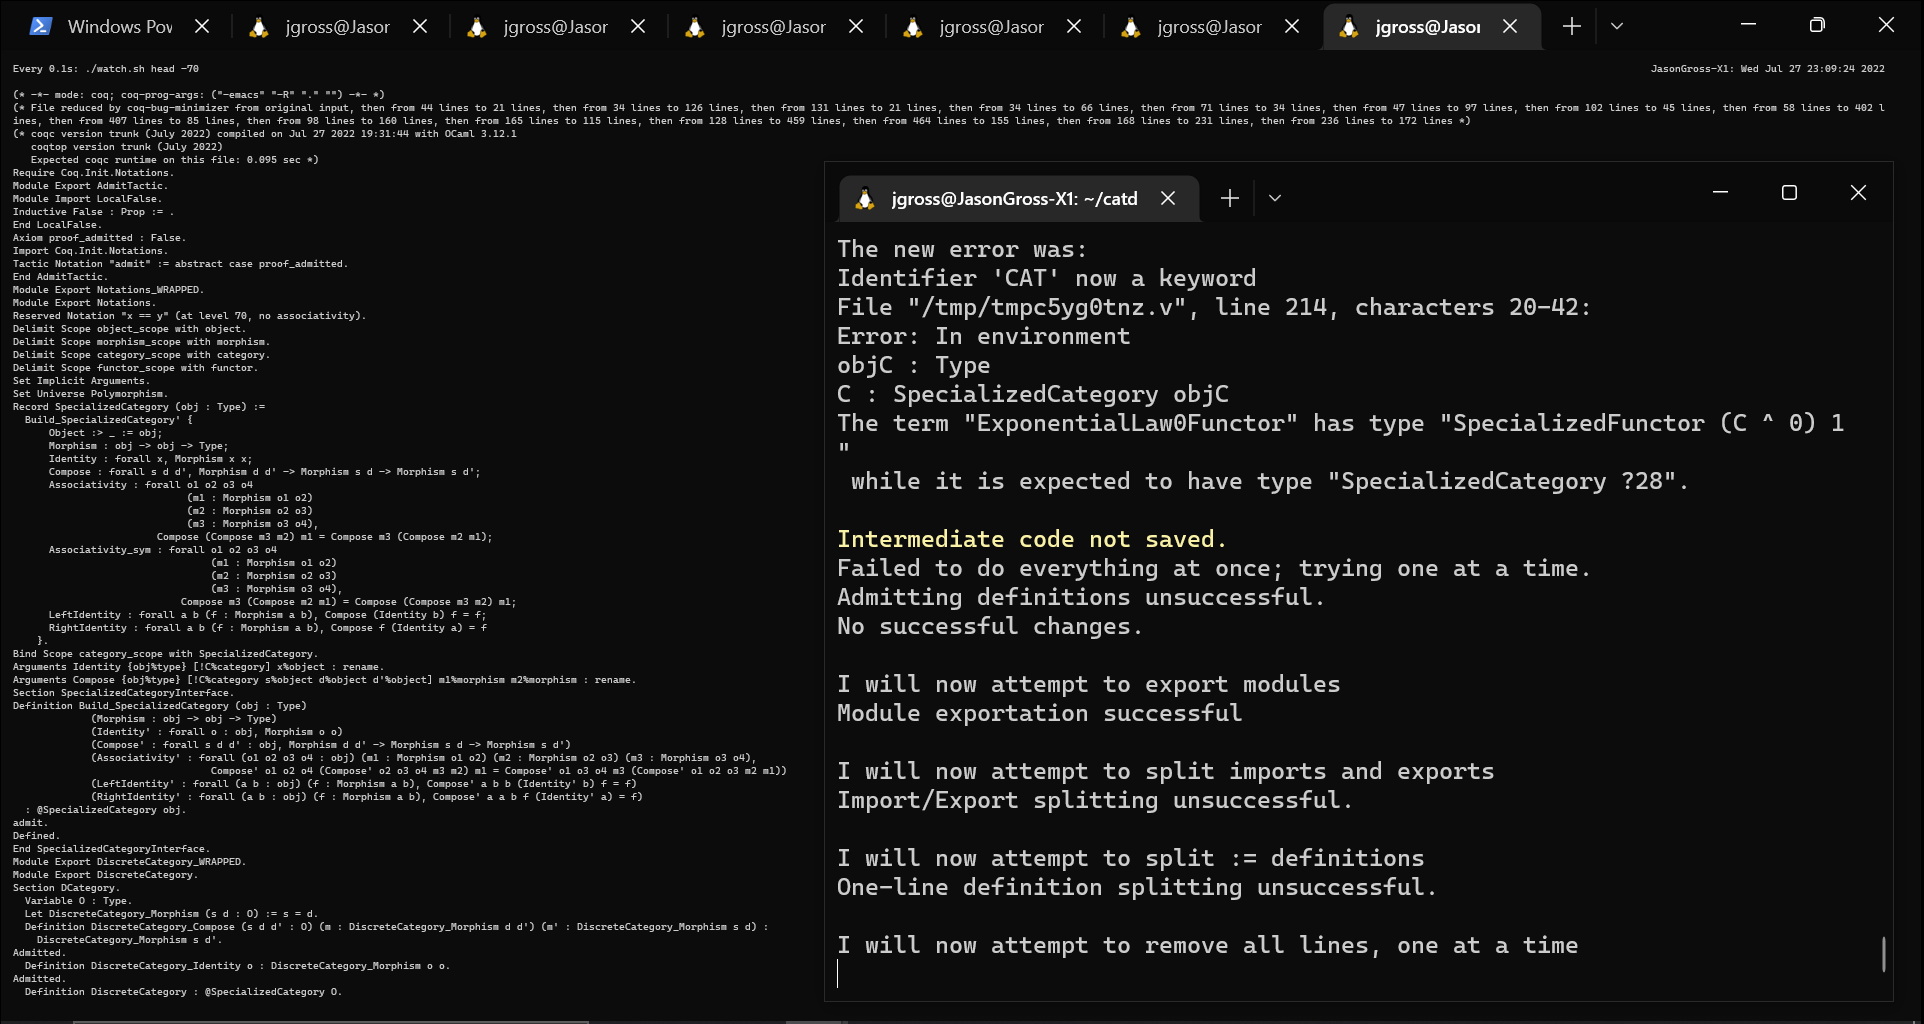 Windows Pov
jgross@Jasor
jgross@Jasor
jgross@Jasor
jgross@Jasor
jgross@Jasor
jgross@Jasor
Every 0.1s: ./watch.sh head -70
JasonGross-X1: Wed Jul 27 23:09:24 2022
(* -*- mode: coq; coq-prog-args: ("-emacs" "-R" "." "") -*- *)
(* File reduced by coq-bug-minimizer from original input, then from 44 lines to 21 lines, then from 34 lines to 126 lines, then from 131 lines to 21 lines, then from 34 lines to 66 lines, then from 71 lines to 34 lines, then from 47 lines to 97 lines, then from 102 lines to 45 lines, then from 58 lines to 402 l
ines, then from 407 lines to 85 lines, then from 98 lines to 160 lines, then from 165 lines to 115 lines, then from 128 lines to 459 lines, then from 464 lines to 155 lines, then from 168 lines to 231 lines, then from 236 lines to 172 lines *)
(* coqc version trunk (July 2022) compiled on Jul 27 2022 19:31:44 with OCaml 3.12.1
   coqtop version trunk (July 2022)
   Expected coqc runtime on this file: 0.095 sec *)
Require Coq.Init.Notations.
Module Export AdmitTactic.
Module Import LocalFalse.
Inductive False : Prop := .
End LocalFalse.
Axiom proof_admitted : False.
Import Coq.Init.Notations.
Tactic Notation "admit" := abstract case proof_admitted.
End AdmitTactic.
Module Export Notations_WRAPPED.
Module Export Notations.
Reserved Notation "x == y" (at level 70, no associativity).
Delimit Scope object_scope with object.
Delimit Scope morphism_scope with morphism.
Delimit Scope category_scope with category.
Delimit Scope functor_scope with functor.
Set Implicit Arguments.
Set Universe Polymorphism.
Record SpecializedCategory (obj : Type) :=
  Build_SpecializedCategory' {
      Object :> _ := obj;
      Morphism : obj -> obj -> Type;
      Identity : forall x, Morphism x x;
      Compose : forall s d d', Morphism d d' -> Morphism s d -> Morphism s d';
      Associativity : forall o1 o2 o3 o4
                             (m1 : Morphism o1 o2)
                             (m2 : Morphism o2 o3)
                             (m3 : Morphism o3 o4),
                        Compose (Compose m3 m2) m1 = Compose m3 (Compose m2 m1);
      Associativity_sym : forall o1 o2 o3 o4
                                 (m1 : Morphism o1 o2)
                                 (m2 : Morphism o2 o3)
                                 (m3 : Morphism o3 o4),
                            Compose m3 (Compose m2 m1) = Compose (Compose m3 m2) m1;
      LeftIdentity : forall a b (f : Morphism a b), Compose (Identity b) f = f;
      RightIdentity : forall a b (f : Morphism a b), Compose f (Identity a) = f
    }.
Bind Scope category_scope with SpecializedCategory.
Arguments Identity {obj%type} [!C%category] x%object : rename.
Arguments Compose {obj%type} [!C%category s%object d%object d'%object] m1%morphism m2%morphism : rename.
Section SpecializedCategoryInterface.
Definition Build_SpecializedCategory (obj : Type)
             (Morphism : obj -> obj -> Type)
             (Identity' : forall o : obj, Morphism o o)
             (Compose' : forall s d d' : obj, Morphism d d' -> Morphism s d -> Morphism s d')
             (Associativity' : forall (o1 o2 o3 o4 : obj) (m1 : Morphism o1 o2) (m2 : Morphism o2 o3) (m3 : Morphism o3 o4),
                                 Compose' o1 o2 o4 (Compose' o2 o3 o4 m3 m2) m1 = Compose' o1 o3 o4 m3 (Compose' o1 o2 o3 m2 m1))
             (LeftIdentity' : forall (a b : obj) (f : Morphism a b), Compose' a b b (Identity' b) f = f)
             (RightIdentity' : forall (a b : obj) (f : Morphism a b), Compose' a a b f (Identity' a) = f)
  : @SpecializedCategory obj.
admit.
Defined.
End SpecializedCategoryInterface.
Module Export DiscreteCategory_WRAPPED.
Module Export DiscreteCategory.
Section DCategory.
  Variable O : Type.
  Let DiscreteCategory_Morphism (s d : O) := s = d.
  Definition DiscreteCategory_Compose (s d d' : O) (m : DiscreteCategory_Morphism d d') (m' : DiscreteCategory_Morphism s d) :
    DiscreteCategory_Morphism s d'.
Admitted.
  Definition DiscreteCategory_Identity o : DiscreteCategory_Morphism o o.
Admitted.
  Definition DiscreteCategory : @SpecializedCategory O.
jgross@JasonGross-X1: ~/catd
The new error was:
Identifier 'CAT' now a keyword
File "/tmp/tmpc5yg0tnz.v", line 214, characters 20-42:
Error: In environment
objC : Type
C : SpecializedCategory objC
The term "ExponentialLaw0Functor" has type "SpecializedFunctor (C ^ 0) 1
"
 while it is expected to have type "SpecializedCategory ?28".
Intermediate code not saved.
Failed to do everything at once; trying one at a time.
Admitting definitions unsuccessful.
No successful changes.
I will now attempt to export modules
Module exportation successful
I will now attempt to split imports and exports
Import/Export splitting unsuccessful.
I will now attempt to split := definitions
One-line definition splitting unsuccessful.
I will now attempt to remove all lines, one at a time